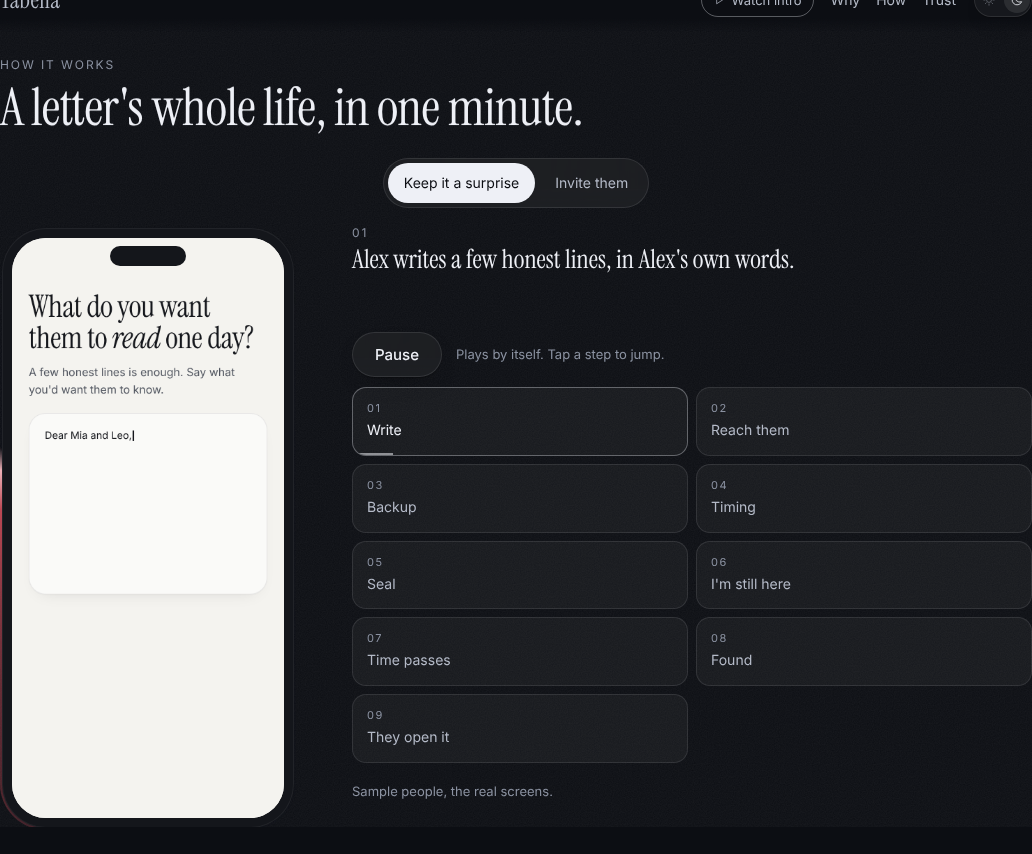 Tabella
Watch intro
Why
How
Trust
HOW IT WORKS
A letter's whole life, in one minute.
Keep it a surprise
Invite them
What do you want
them to read one day?
A few honest lines is enough. Say what
you'd want them to know.
Dear Mia and Leo,
01
Alex writes a few honest lines, in Alex's own words.
Pause
Plays by itself. Tap a step to jump.
01
Write
02
Reach them
03
Backup
04
Timing
05
Seal
06
I'm still here
07
Time passes
08
Found
09
They open it
Sample people, the real screens.